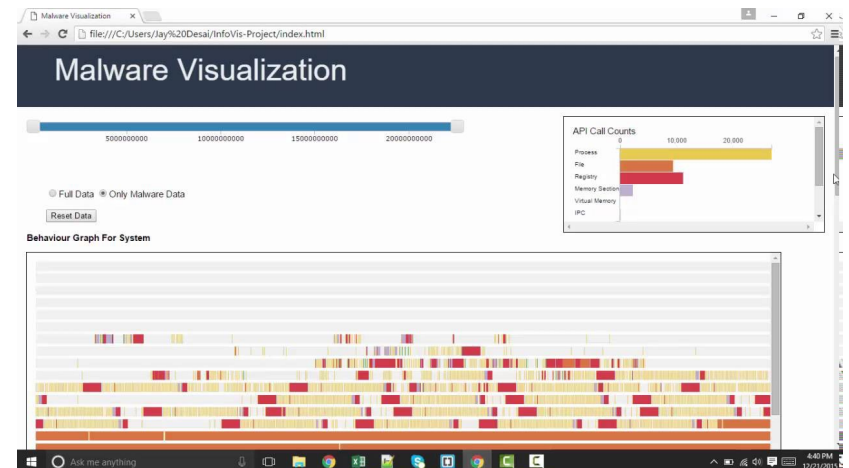 Malware Visualization
file:///C:/Users/Jay%20Desai/InfoVis-Project/index.html
Malware Visualization
5000000000 10000000000 15000000000 20000000000
API Call Counts
0 10,000 20,000
Process
File
Registry
Memory Section
Virtual Memory
IPC
Full Data Only Malware Data
Reset Data
Behaviour Graph For System
Ask me anything
4:40 PM
12/21/2015